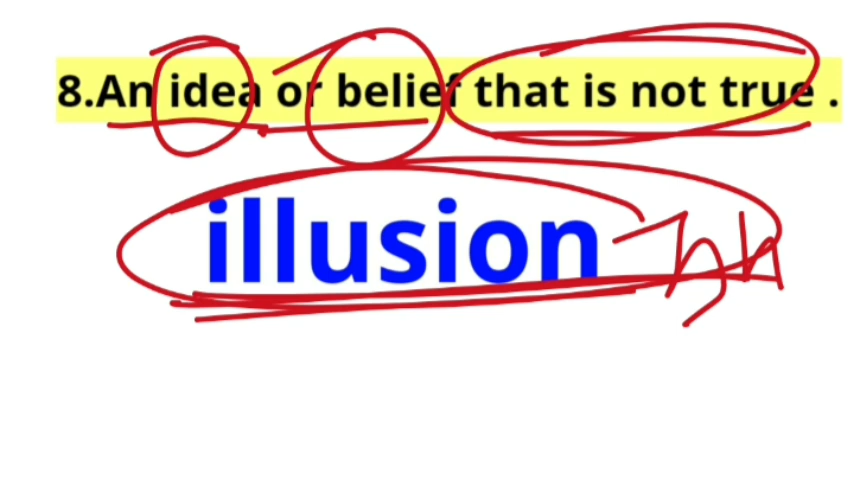 8.An idea or belief that is not true .
illusion